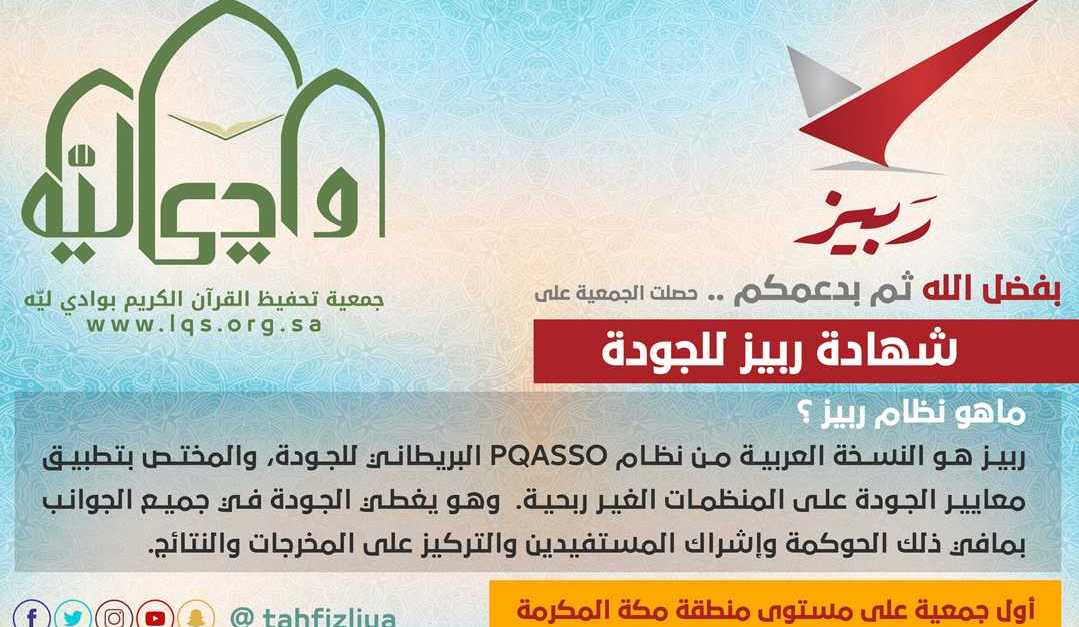 وادي ليّه
جمعية تحفيظ القرآن الكريم بوادي ليّه
www.lqs.org.sa
رَبيز
بفضل الله ثم بدعمكم .. حصلت الجمعية على
شهادة ربيز للجودة
ماهو نظام ربيز ؟
ربيز هو النسخة العربية من نظام PQASSO البريطاني للجودة، والمختص بتطبيق
معايير الجودة على المنظمات الغير ربحية. وهو يغطي الجودة في جميع الجوانب
بمافي ذلك الحوكمة وإشراك المستفيدين والتركيز على المخرجات والنتائج.
أول جمعية على مستوى منطقة مكة المكرمة
@ tahfizliya